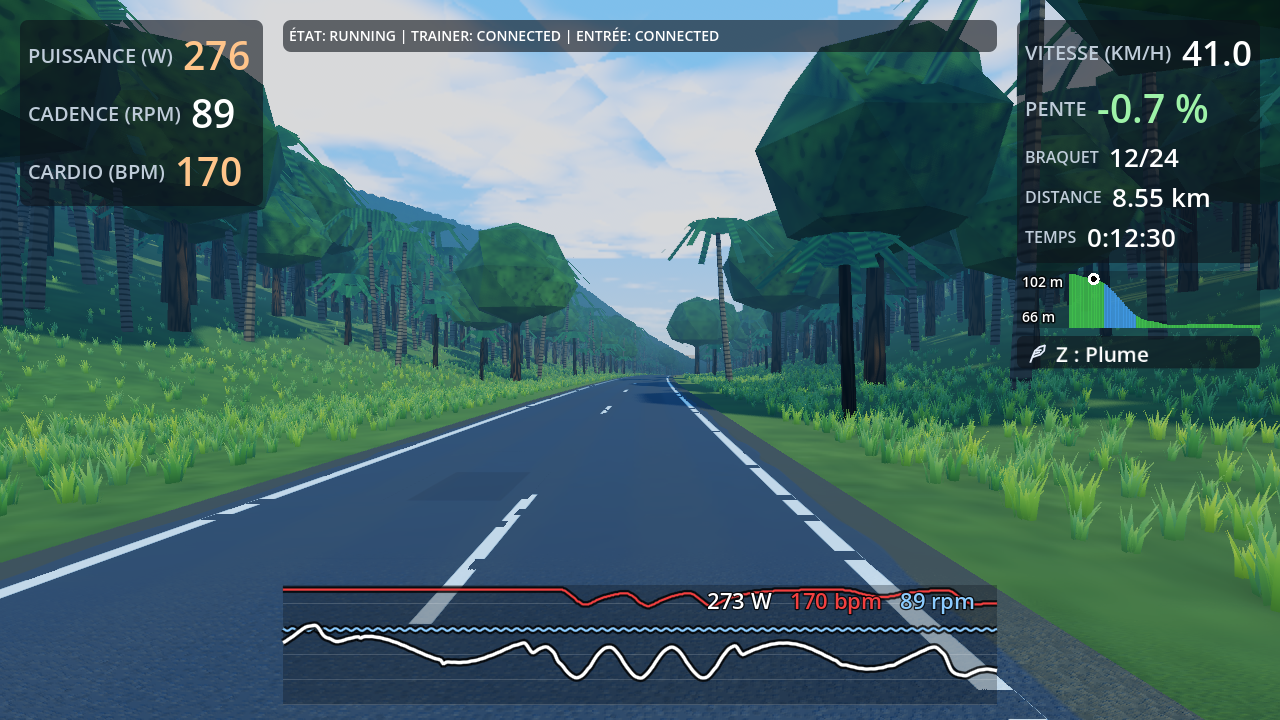 PUISSANCE (W) 276
CADENCE (RPM) 89
CARDIO (BPM) 170
ÉTAT: RUNNING | TRAINER: CONNECTED | ENTRÉE: CONNECTED
VITESSE (KM/H) 41.0
PENTE -0.7 %
BRAQUET 12/24
DISTANCE 8.55 km
TEMPS 0:12:30
102 m
66 m
Z : Plume
273 W 170 bpm 89 rpm